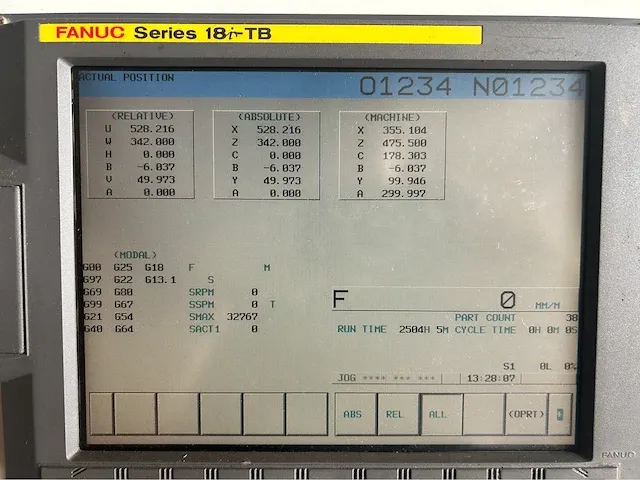 FANUC Series 18i-TB
ACTUAL POSITION O1234 N01234
(RELATIVE) (ABSOLUTE) (MACHINE)
U 528.216 X 528.216 X 355.104
W 342.000 Z 342.000 Z 475.500
H 0.000 C 0.000 C 178.303
B -6.037 B -6.037 B -6.037
V 49.973 Y 49.973 Y 99.946
A 0.000 A 0.000 A 299.997
(MODAL)
G00 G25 G18 F M
G97 G22 G13.1 S
G69 G80 SRPM 0
G99 G67 SSPM 0 T
G21 G54 SMAX 32767
G40 G64 SACT1 0
F 0 MM/M
PART COUNT 38
RUN TIME 2504H 5M CYCLE TIME 0H 0M 0S
S1 0L 0%
JOG **** *** *** 13:28:07
ABS REL ALL (OPRT)
FANUC